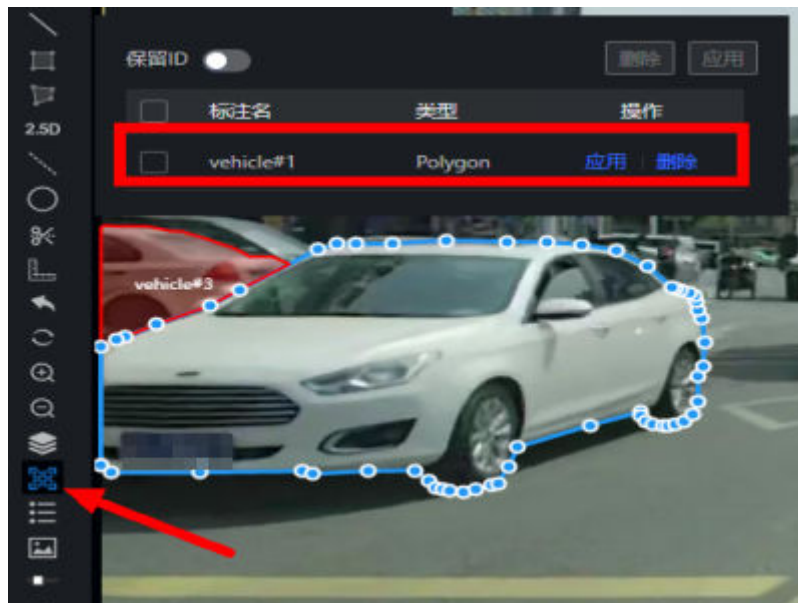 保留ID
删除
应用
标注名
类型
操作
vehicle#1
Polygon
应用
删除
2.5D
vehicle#3